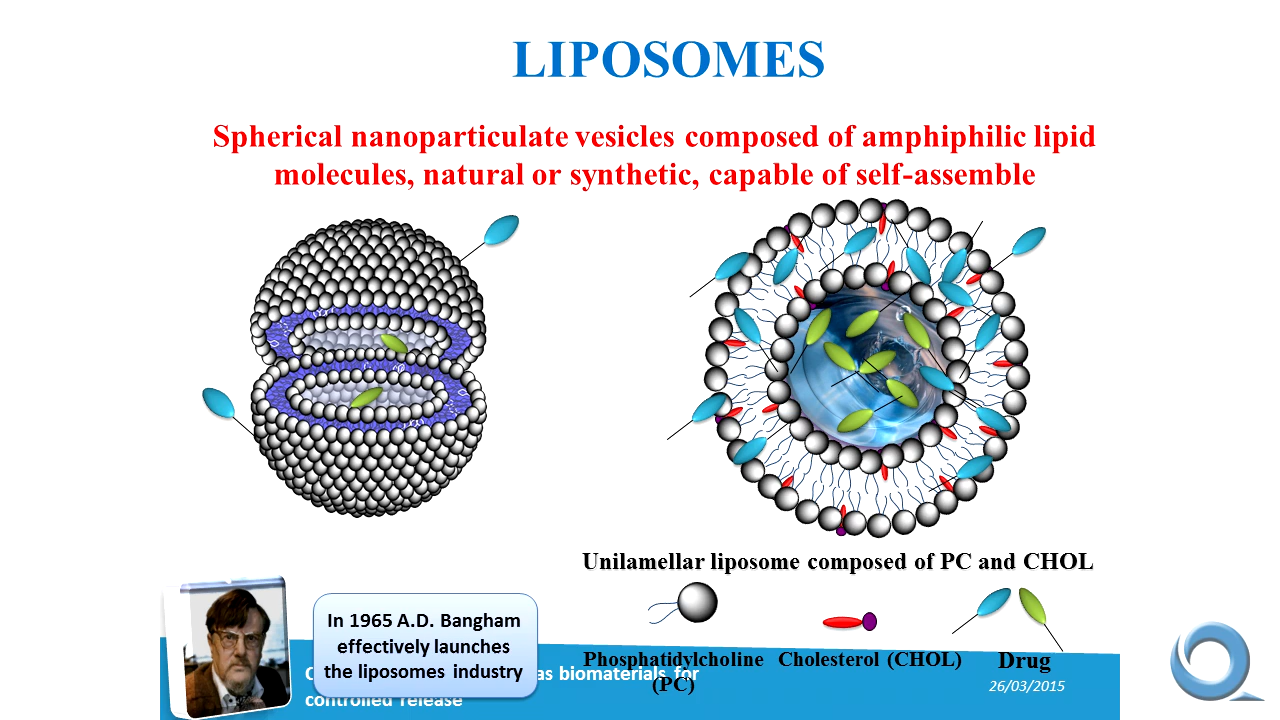 LIPOSOMES
Spherical nanoparticulate vesicles composed of amphiphilic lipid
molecules, natural or synthetic, capable of self-assemble
Unilamellar liposome composed of PC and CHOL
In 1965 A.D. Bangham
effectively launches
the liposomes industry
Phosphatidylcholine
(PC)
Cholesterol (CHOL)
Drug
as biomaterials for
controlled release
26/03/2015